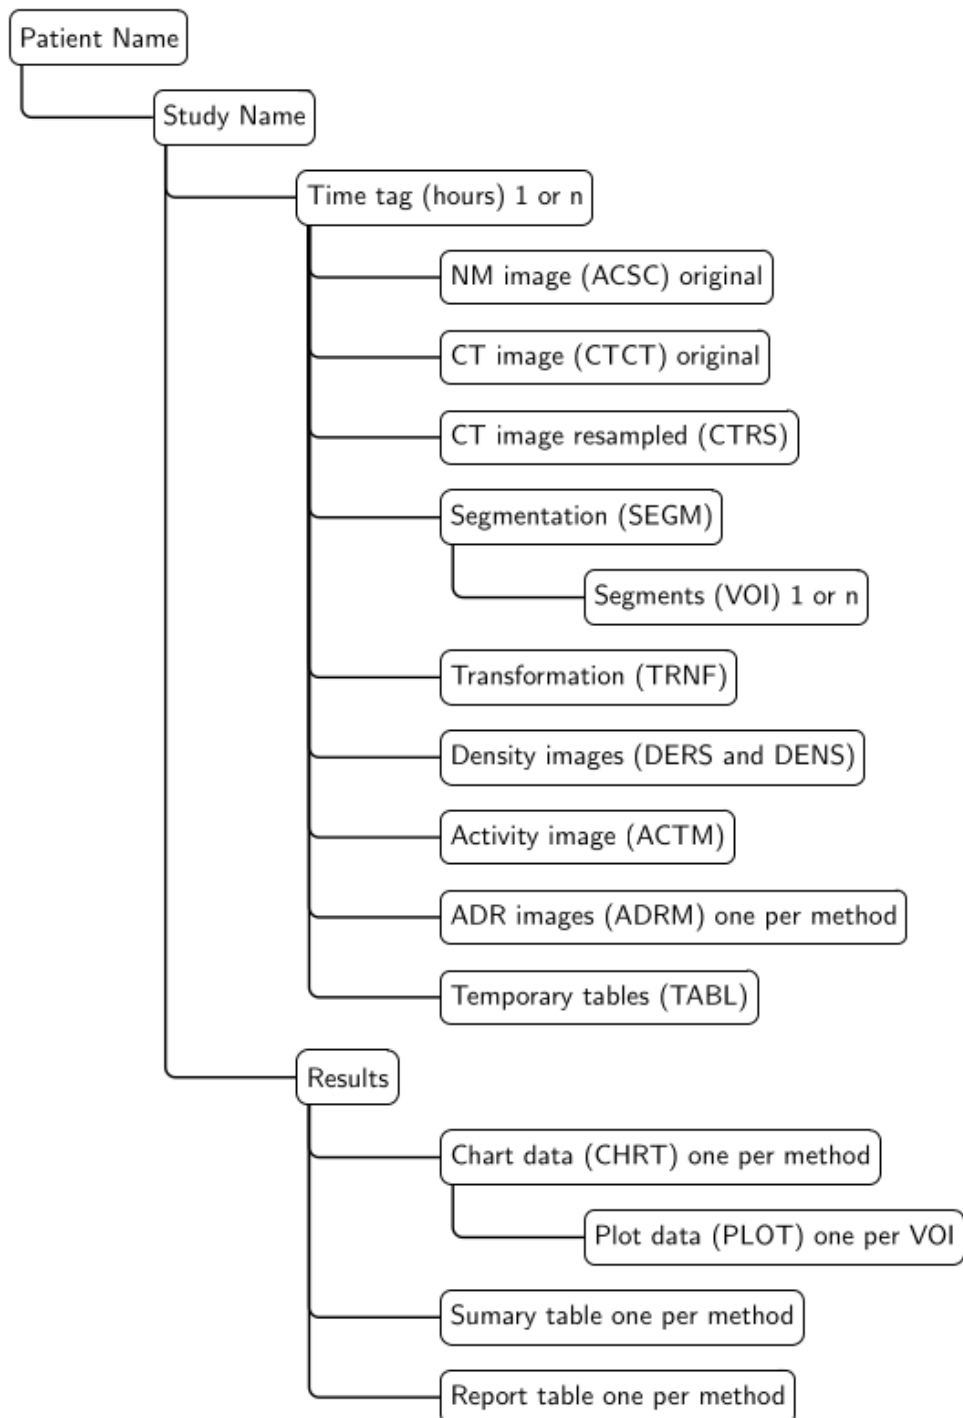 Patient Name
Study Name
Time tag (hours) 1 or n
NM image (ACSC) original
CT image (CTCT) original
CT image resampled (CTRS)
Segmentation (SEGM)
Segments (VOI) 1 or n
Transformation (TRNF)
Density images (DERS and DENS)
Activity image (ACTM)
ADR images (ADRM) one per method
Temporary tables (TABL)
Results
Chart data (CHRT) one per method
Plot data (PLOT) one per VOI
Sumary table one per method
Report table one per method